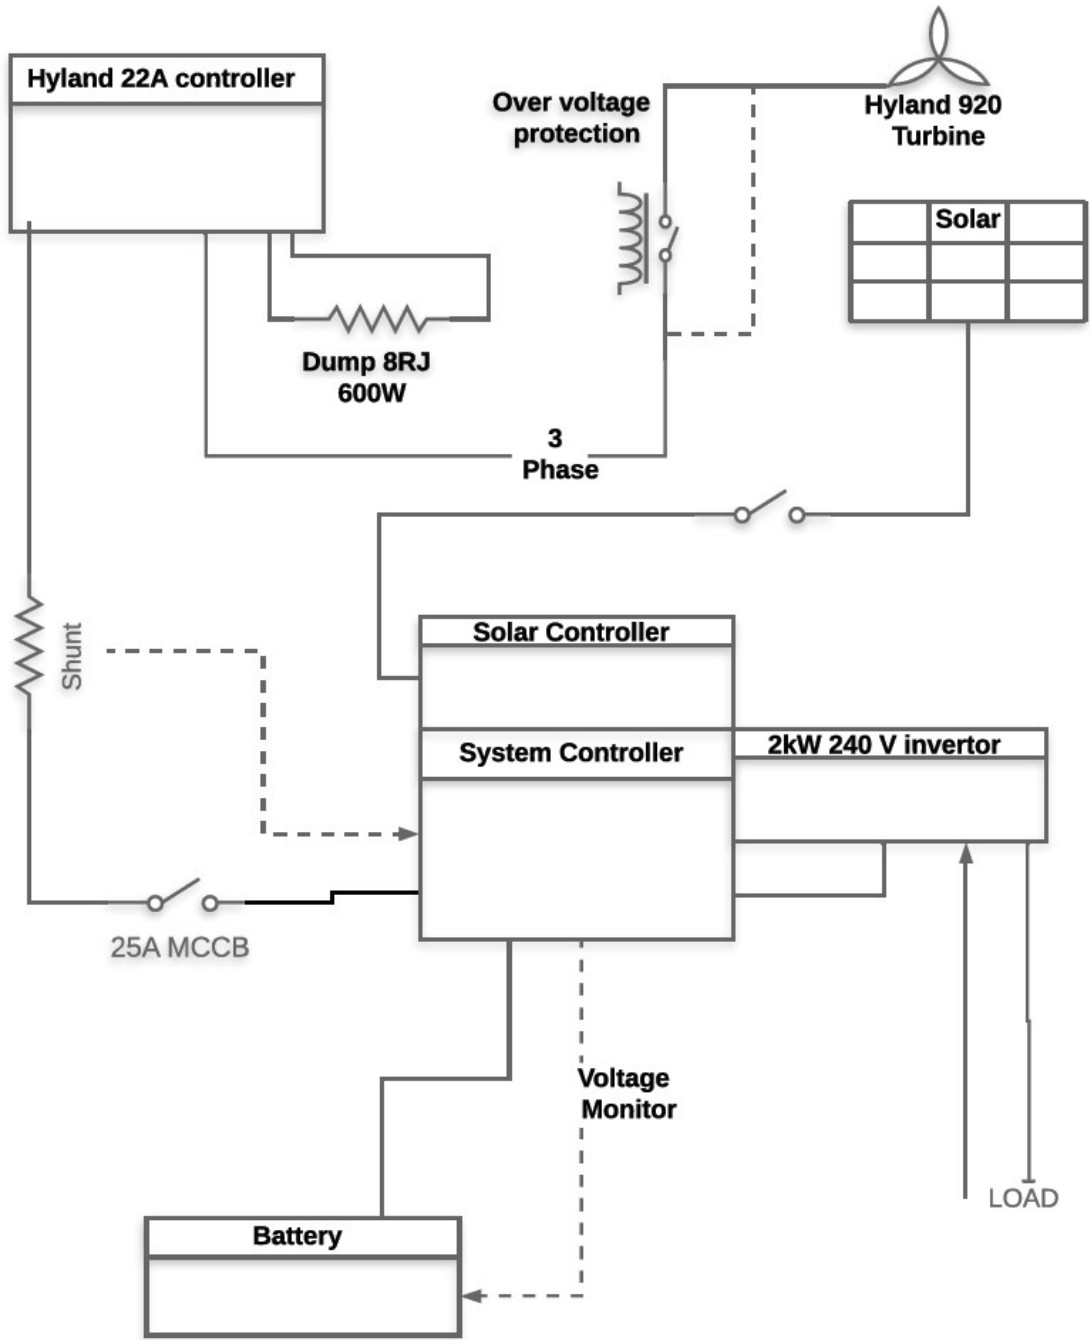 Hyland 22A controller
Over voltage
protection
Hyland 920
Turbine
Solar
Dump 8RJ
600W
3
Phase
Shunt
Solar Controller
System Controller
2kW 240 V invertor
25A MCCB
Voltage
Monitor
LOAD
Battery